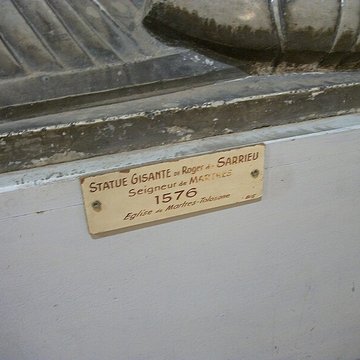 STATUE GISANTE DE Roger de SARRIEU
Seigneur de MARTRES
1576
Eglise de Martres-Tolosane